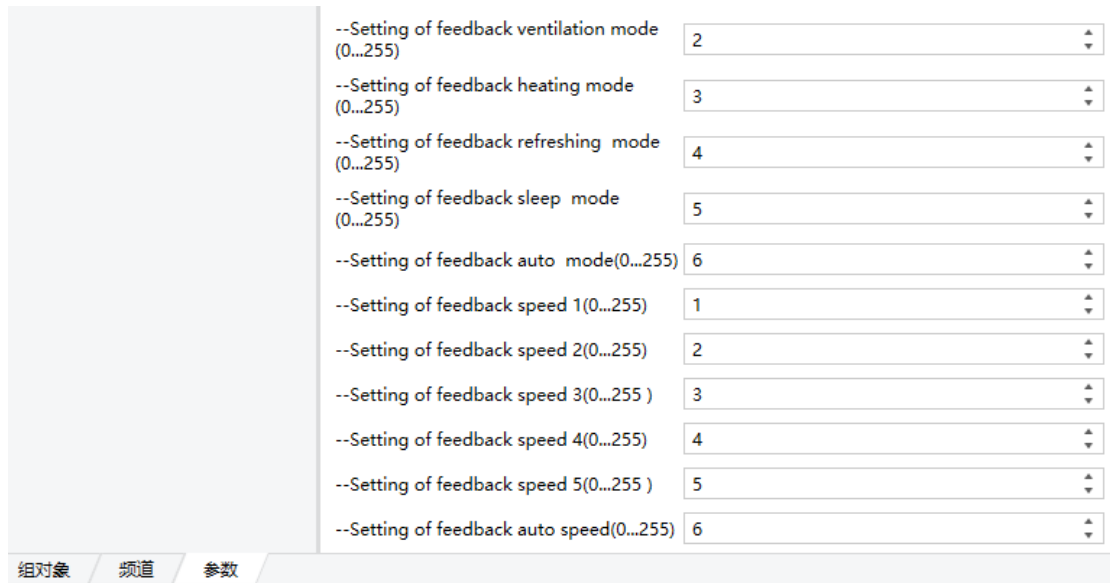 --Setting of feedback ventilation mode
(0...255)
2
--Setting of feedback heating mode
(0...255)
3
--Setting of feedback refreshing  mode
(0...255)
4
--Setting of feedback sleep  mode
(0...255)
5
--Setting of feedback auto  mode(0...255) 6
--Setting of feedback speed 1(0...255) 1
--Setting of feedback speed 2(0...255) 2
--Setting of feedback speed 3(0...255 ) 3
--Setting of feedback speed 4(0...255) 4
--Setting of feedback speed 5(0...255 ) 5
--Setting of feedback auto speed(0...255) 6
组对象 频道 参数